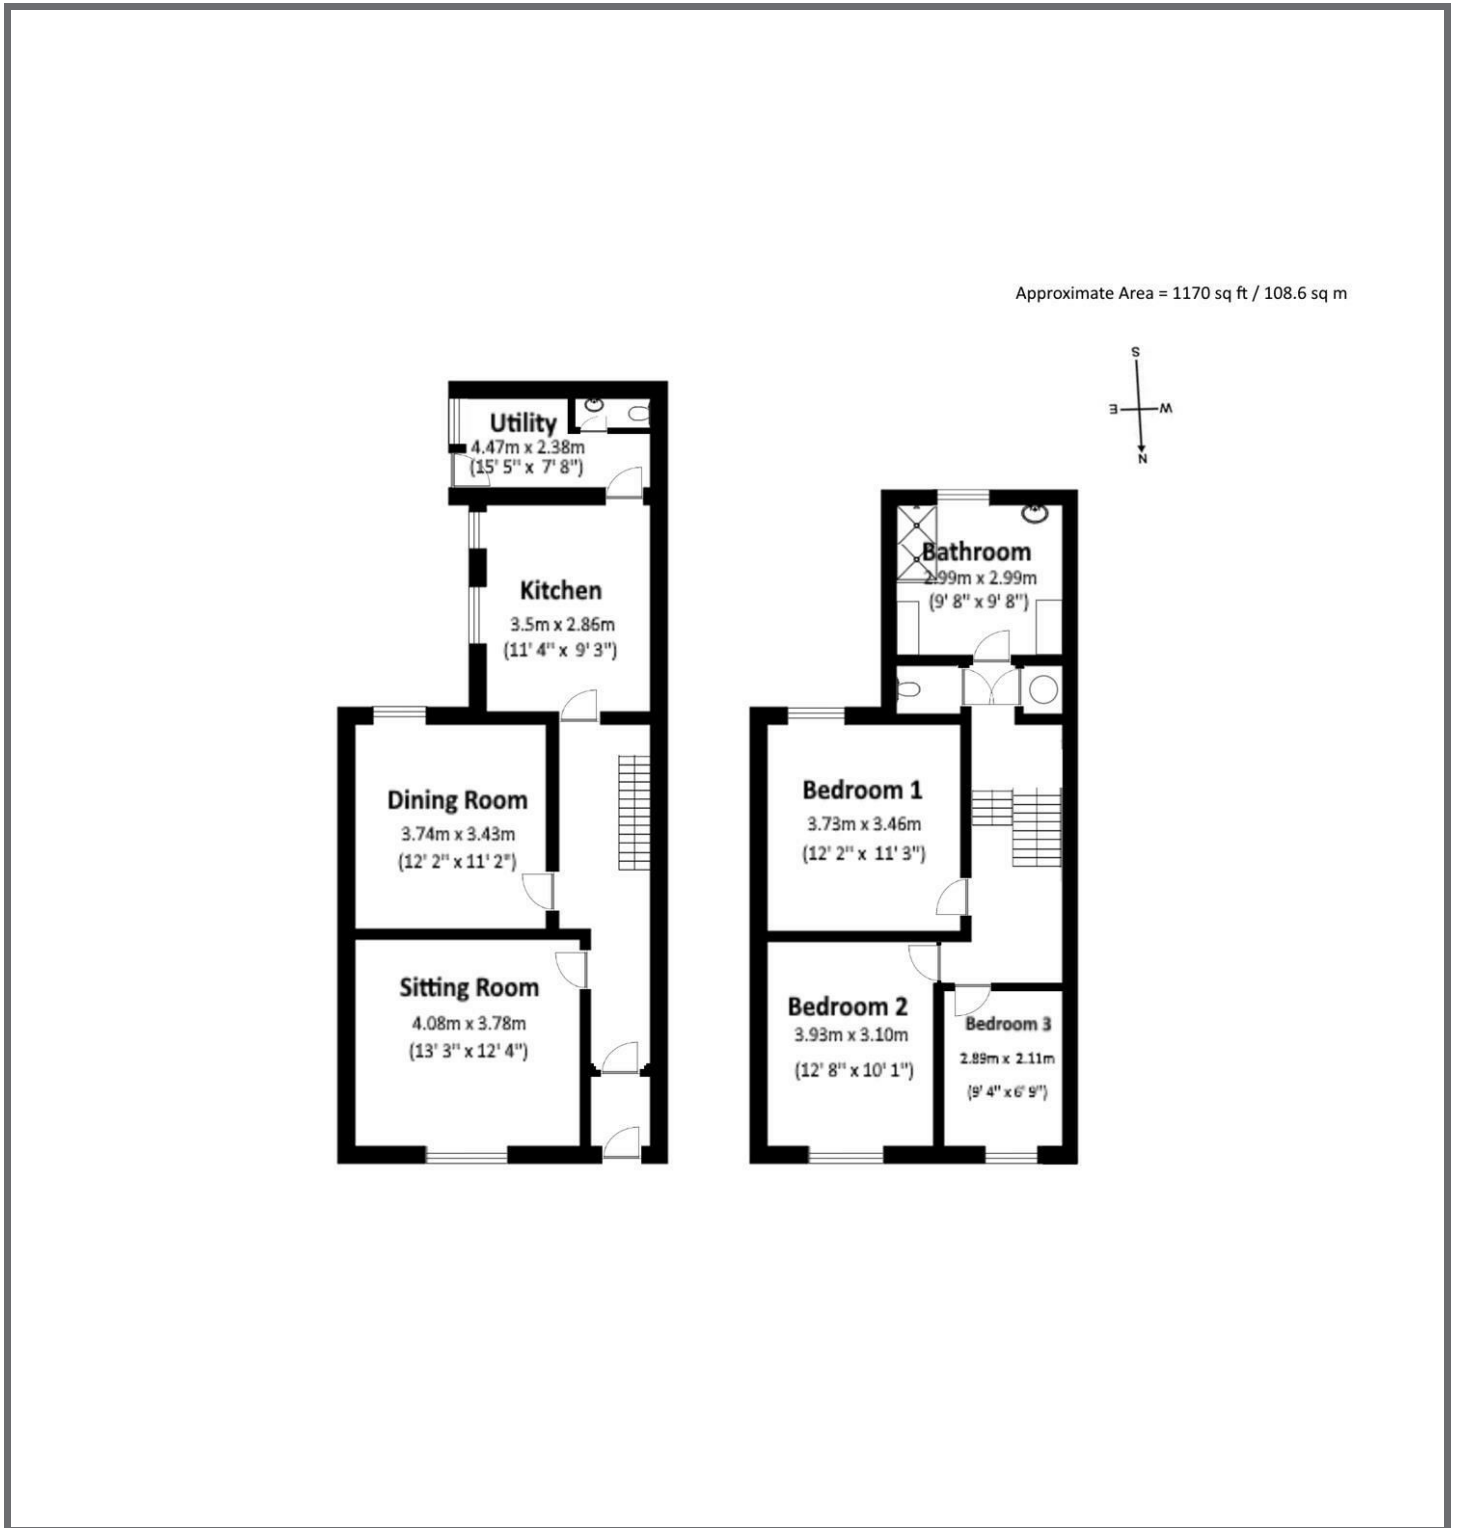 Approximate Area = 1170 sq ft / 108.6 sq m
S
E
W
N
Utility
4.47m x 2.38m
(15' 5" x 7' 8")
Kitchen
3.5m x 2.86m
(11' 4" x 9' 3")
Dining Room
3.74m x 3.43m
(12' 2" x 11' 2")
Sitting Room
4.08m x 3.78m
(13' 3" x 12' 4")
Bathroom
2.99m x 2.99m
(9' 8" x 9' 8")
Bedroom 1
3.73m x 3.46m
(12' 2" x 11' 3")
Bedroom 2
3.93m x 3.10m
(12' 8" x 10' 1")
Bedroom 3
2.89m x 2.11m
(9' 4" x 6' 9")